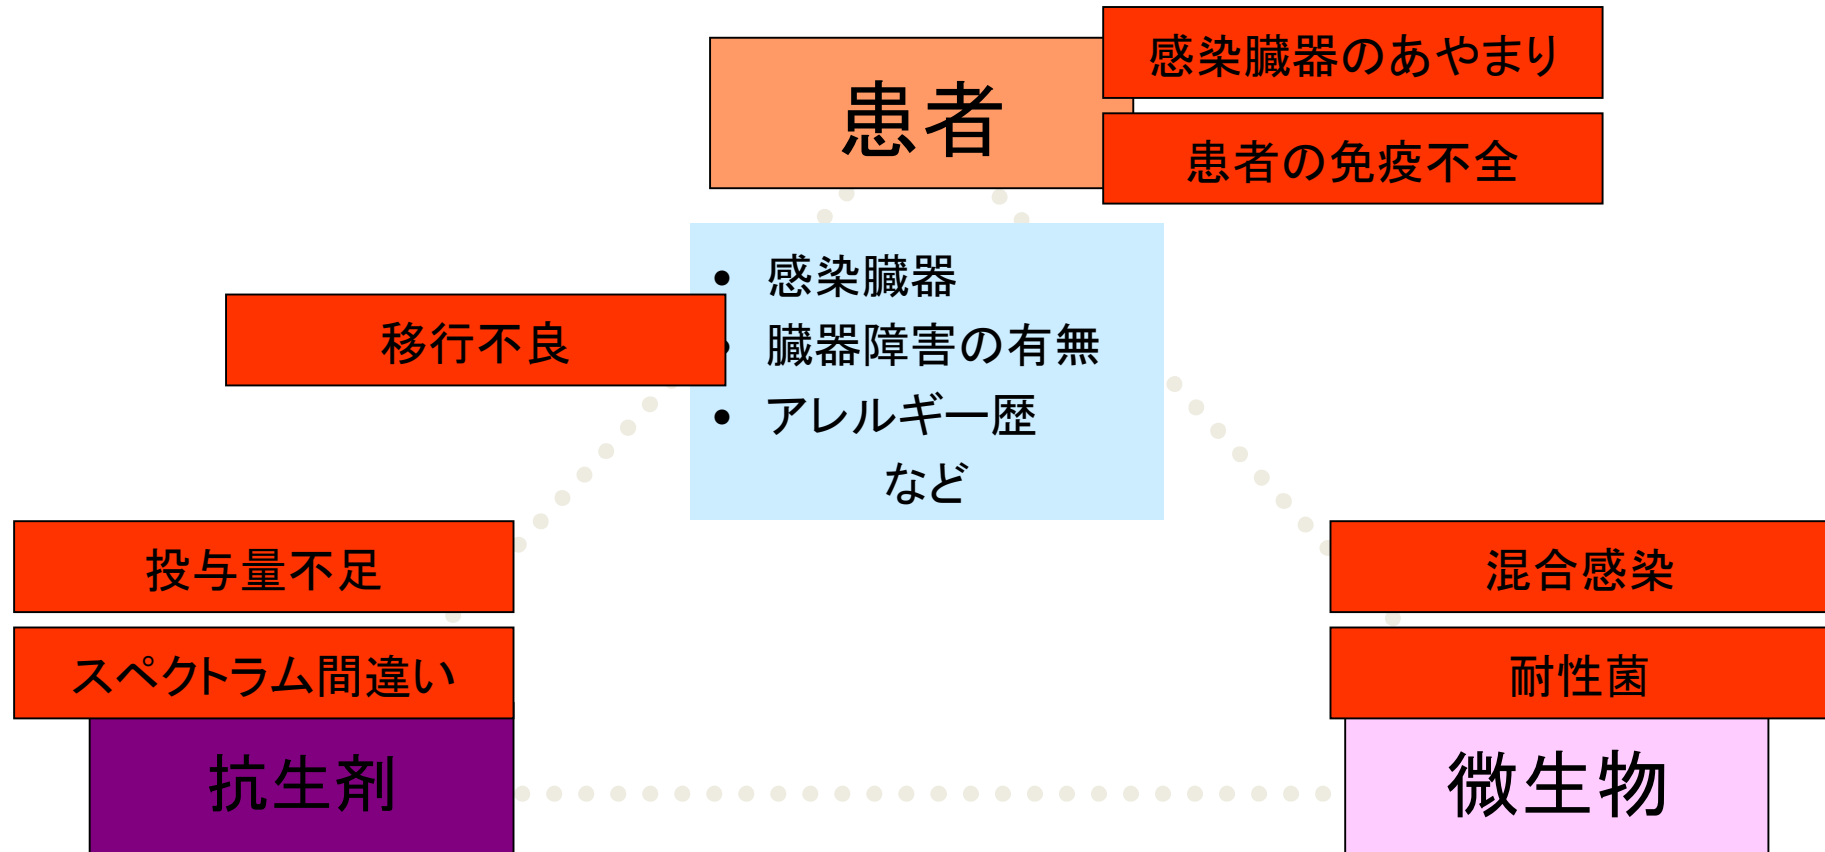 感染臓器のあやまり
患者
患者の免疫不全
• 感染臓器
移行不良
臓器障害の有無
• アレルギー歴
など
投与量不足
混合感染
スペクトラム間違い
耐性菌
抗生剤
微生物